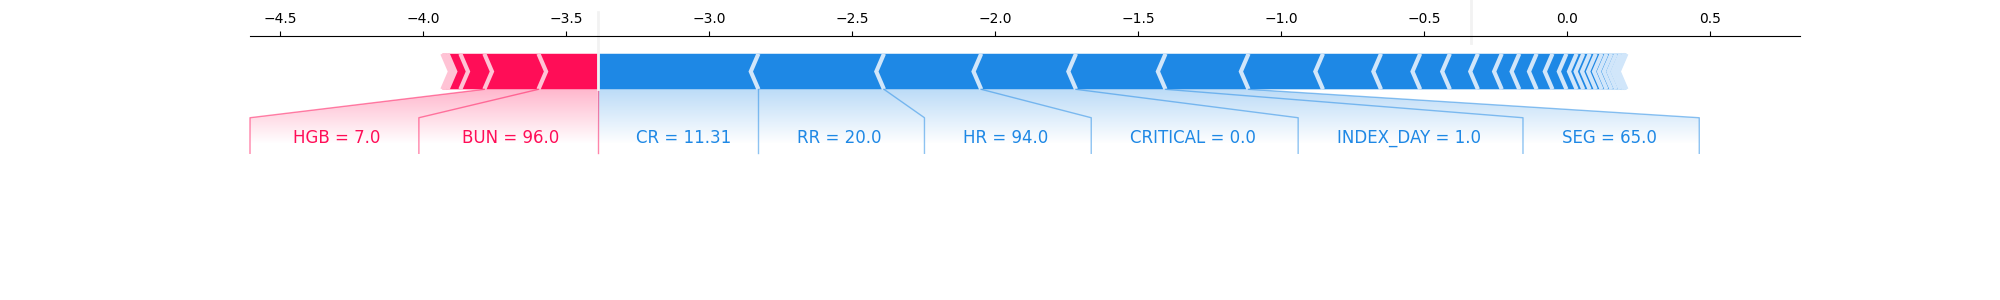 −4.5 −4.0 −3.5 −3.0 −2.5 −2.0 −1.5 −1.0 −0.5 0.0 0.5
HGB = 7.0 BUN = 96.0 CR = 11.31 RR = 20.0 HR = 94.0 CRITICAL = 0.0 INDEX_DAY = 1.0 SEG = 65.0